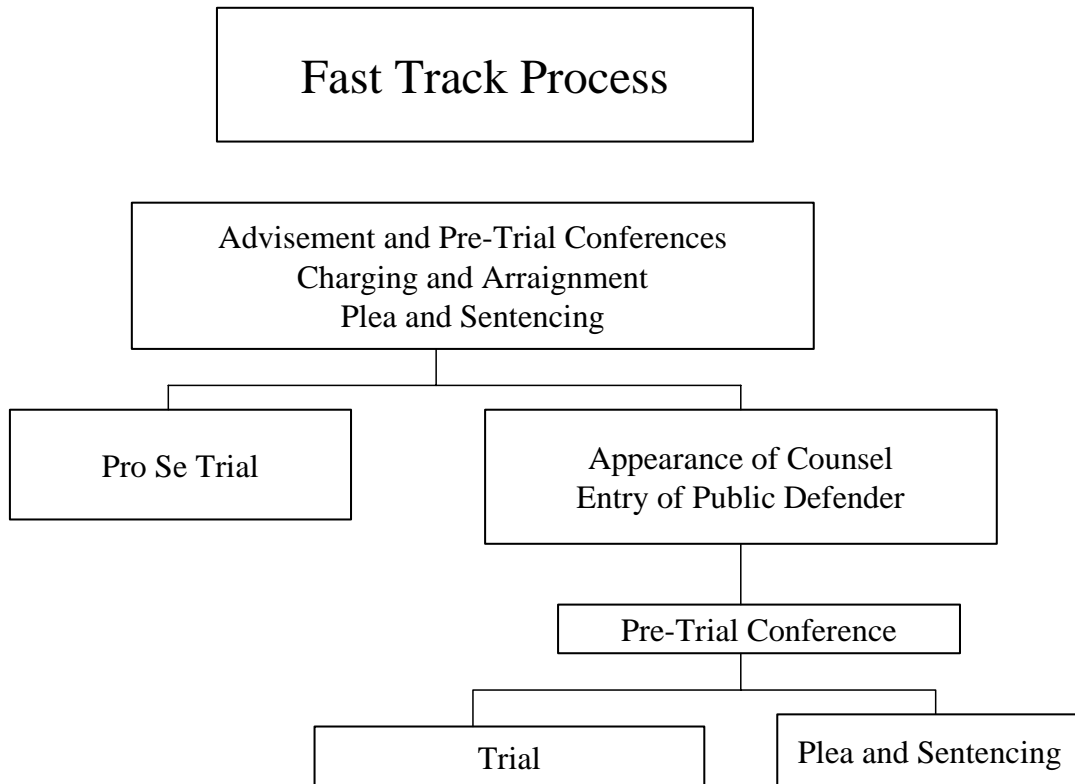 Fast Track Process
Advisement and Pre-Trial Conferences
Charging and Arraignment
Plea and Sentencing
Pro Se Trial
Appearance of Counsel
Entry of Public Defender
Pre-Trial Conference
Trial
Plea and Sentencing